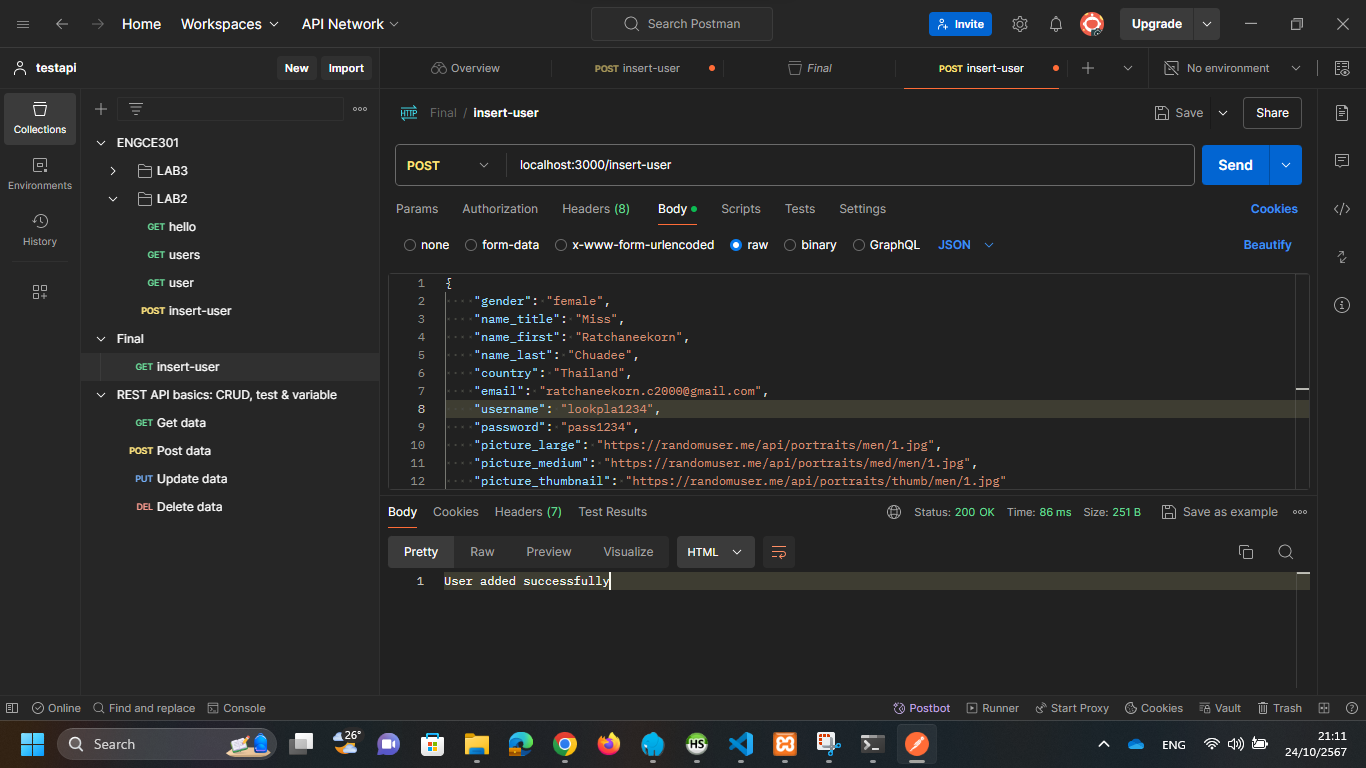 Home Workspaces API Network Search Postman Invite Upgrade
testapi New Import Overview POST insert-user Final POST insert-user No environment
Collections
Environments
History
ENGCE301
LAB3
LAB2
GET hello
GET users
GET user
POST insert-user
Final
GET insert-user
REST API basics: CRUD, test & variable
GET Get data
POST Post data
PUT Update data
DEL Delete data
HTTP Final / insert-user Save Share
POST localhost:3000/insert-user Send
Params Authorization Headers (8) Body Scripts Tests Settings Cookies
none form-data x-www-form-urlencoded raw binary GraphQL JSON Beautify
1 {
2 "gender": "female",
3 "name_title": "Miss",
4 "name_first": "Ratchaneekorn",
5 "name_last": "Chuadee",
6 "country": "Thailand",
7 "email": "ratchaneekorn.c2000@gmail.com",
8 "username": "lookpla1234",
9 "password": "pass1234",
10 "picture_large": "https://randomuser.me/api/portraits/men/1.jpg",
11 "picture_medium": "https://randomuser.me/api/portraits/med/men/1.jpg",
12 "picture_thumbnail": "https://randomuser.me/api/portraits/thumb/men/1.jpg"
Body Cookies Headers (7) Test Results Status: 200 OK Time: 86 ms Size: 251 B Save as example
Pretty Raw Preview Visualize HTML
1 User added successfully
Online Find and replace Console Postbot Runner Start Proxy Cookies Vault Trash
Search 26° HS ENG 21:11
24/10/2567